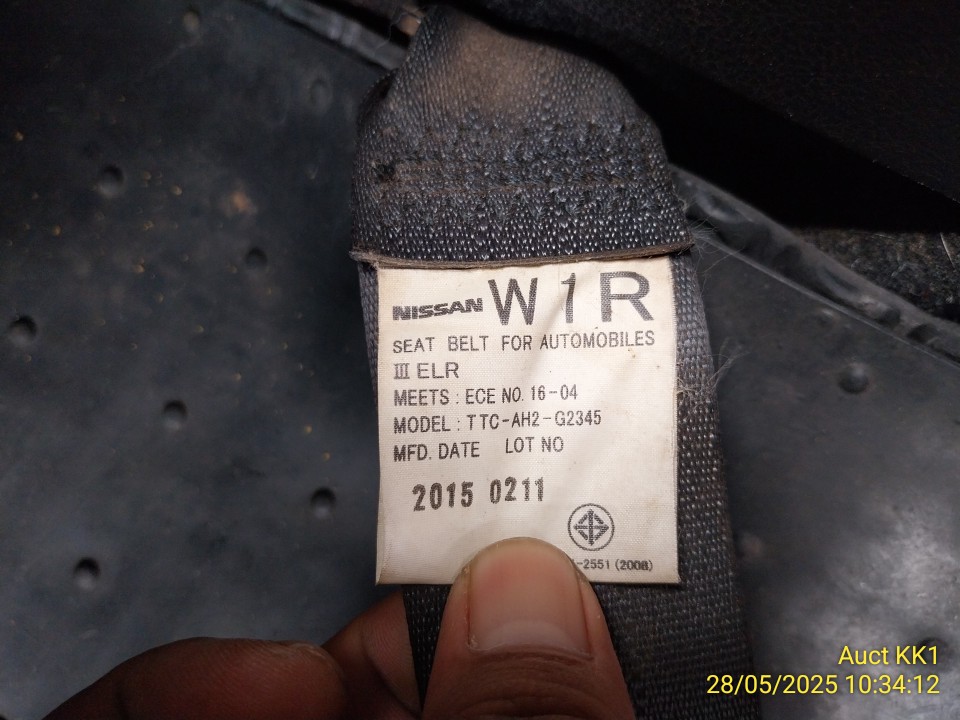 NISSAN W1R
SEAT BELT FOR AUTOMOBILES
III ELR
MEETS : ECE NO. 16-04
MODEL : TTC-AH2-G2345
MFD. DATE LOT NO
2015 0211
-2551 (2008)
Auct KK1
28/05/2025 10:34:12